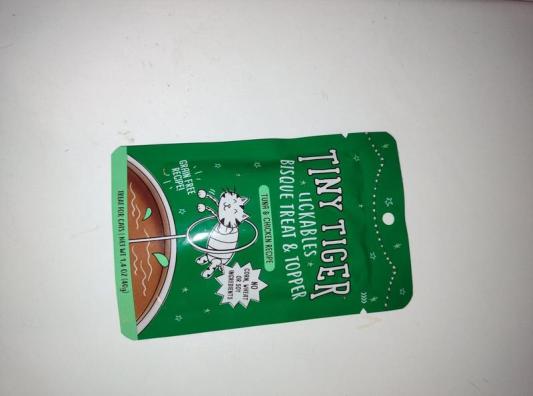 TINY TIGER
LICKABLES
BISQUE TREAT & TOPPER
TUNA & CHICKEN RECIPE
GRAIN FREE
RECIPE!
NO
CORN, WHEAT
OR SOY
INGREDIENTS
TREAT FOR CATS | NET WT. 1.4 OZ (40g)